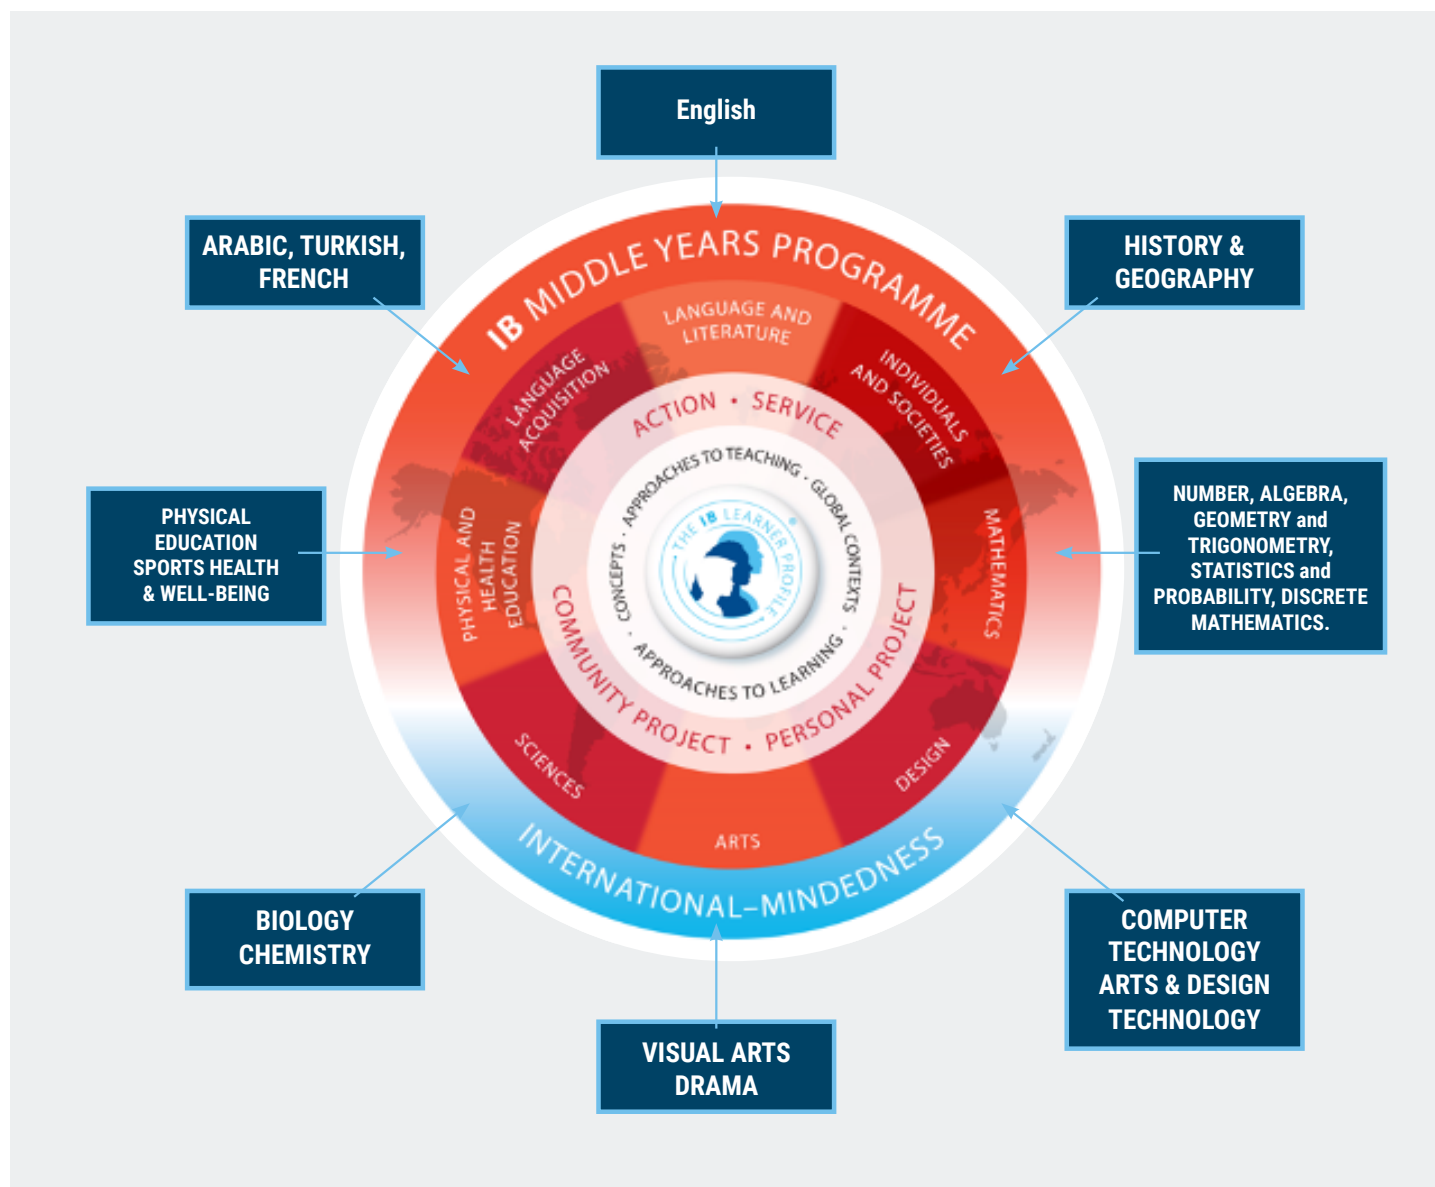 English
ARABIC, TURKISH,
FRENCH
HISTORY &
GEOGRAPHY
PHYSICAL
EDUCATION
SPORTS HEALTH
& WELL-BEING
NUMBER, ALGEBRA,
GEOMETRY and
TRIGONOMETRY,
STATISTICS and
PROBABILITY, DISCRETE
MATHEMATICS.
IB MIDDLE YEARS PROGRAMME
LANGUAGE AND
LITERATURE
LANGUAGE
ACQUISITION
INDIVIDUALS
AND SOCIETIES
PHYSICAL AND
HEALTH
EDUCATION
MATHEMATICS
SCIENCES
ARTS
DESIGN
ACTION • SERVICE
COMMUNITY PROJECT • PERSONAL PROJECT
CONCEPTS · APPROACHES TO TEACHING · GLOBAL CONTEXTS ·
APPROACHES TO LEARNING ·
THE IB LEARNER PROFILE
®
INTERNATIONAL–MINDEDNESS
BIOLOGY
CHEMISTRY
VISUAL ARTS
DRAMA
COMPUTER
TECHNOLOGY
ARTS & DESIGN
TECHNOLOGY